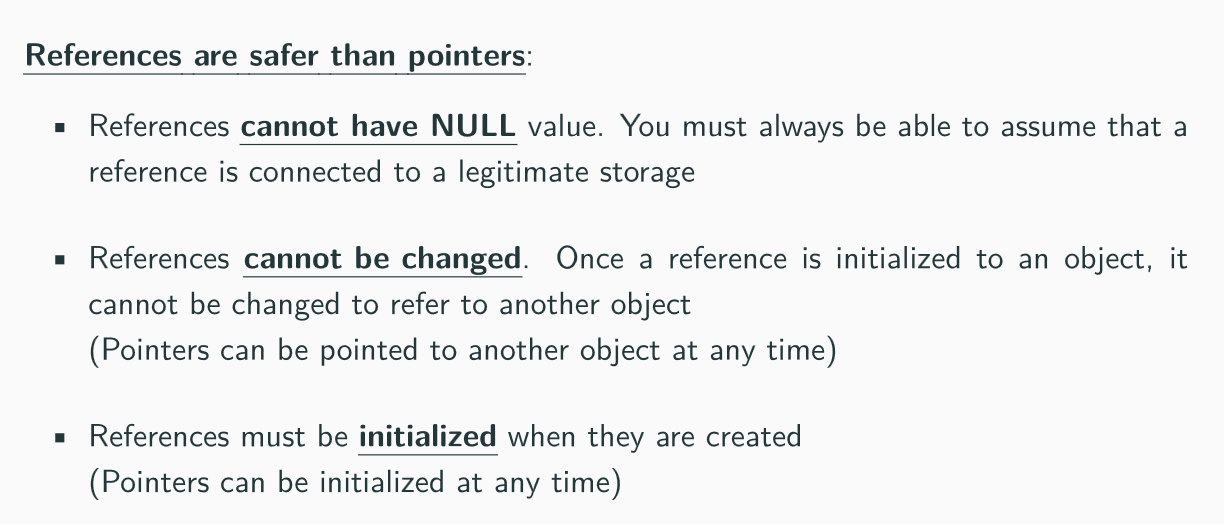 References are safer than pointers:
▪ References cannot have NULL value. You must always be able to assume that a
reference is connected to a legitimate storage
▪ References cannot be changed. Once a reference is initialized to an object, it
cannot be changed to refer to another object
(Pointers can be pointed to another object at any time)
▪ References must be initialized when they are created
(Pointers can be initialized at any time)